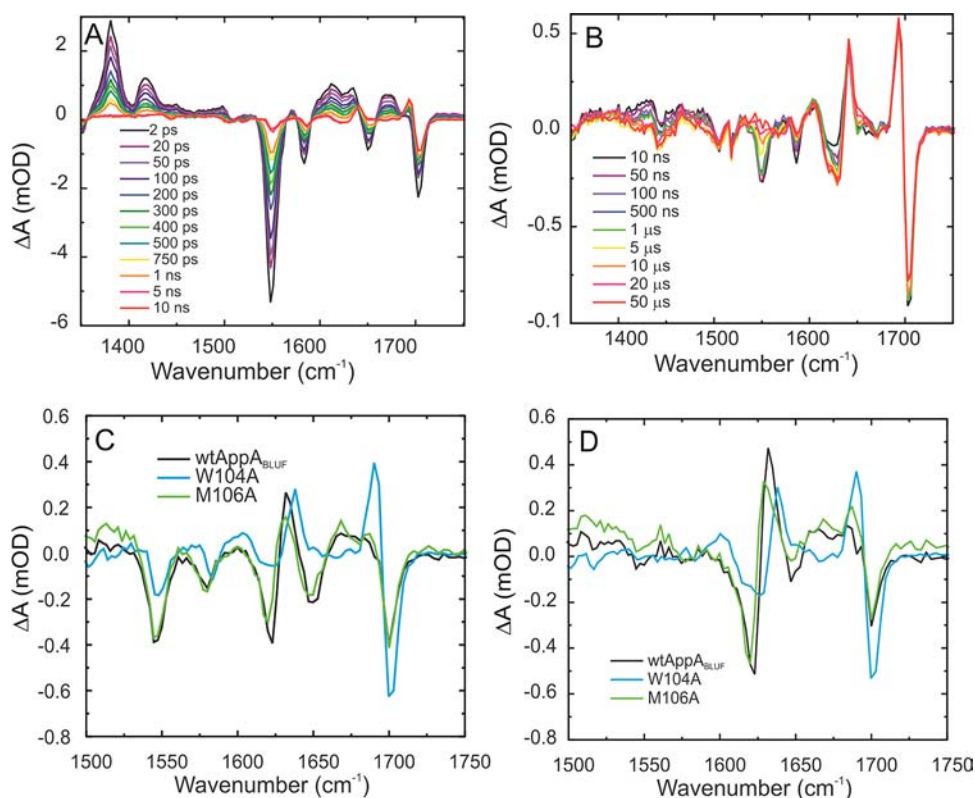 A
2
0
-2
-4
-6
ΔA (mOD)
2 ps
20 ps
50 ps
100 ps
200 ps
300 ps
400 ps
500 ps
750 ps
1 ns
5 ns
10 ns
1400 1500 1600 1700
Wavenumber (cm⁻¹)
B
0.5
0.0
-0.5
-0.1
ΔA (mOD)
10 ns
50 ns
100 ns
500 ns
1 μs
5 μs
10 μs
20 μs
50 μs
1400 1500 1600 1700
Wavenumber (cm⁻¹)
C
0.6
0.4
0.2
0.0
-0.2
-0.4
-0.6
-0.8
ΔA (mOD)
wtAppA_BLUF
W104A
M106A
1500 1550 1600 1650 1700 1750
Wavenumber (cm⁻¹)
D
0.6
0.4
0.2
0.0
-0.2
-0.4
-0.6
-0.8
ΔA (mOD)
wtAppA_BLUF
W104A
M106A
1500 1550 1600 1650 1700 1750
Wavenumber (cm⁻¹)